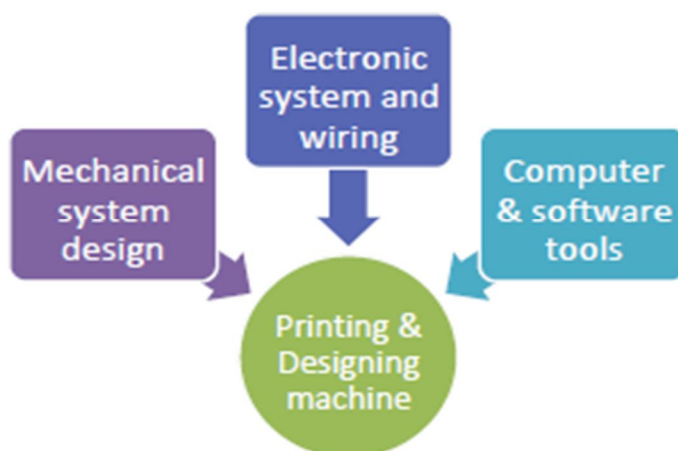 Electronic
system and
wiring
Mechanical
system
design
Computer
& software
tools
Printing &
Designing
machine